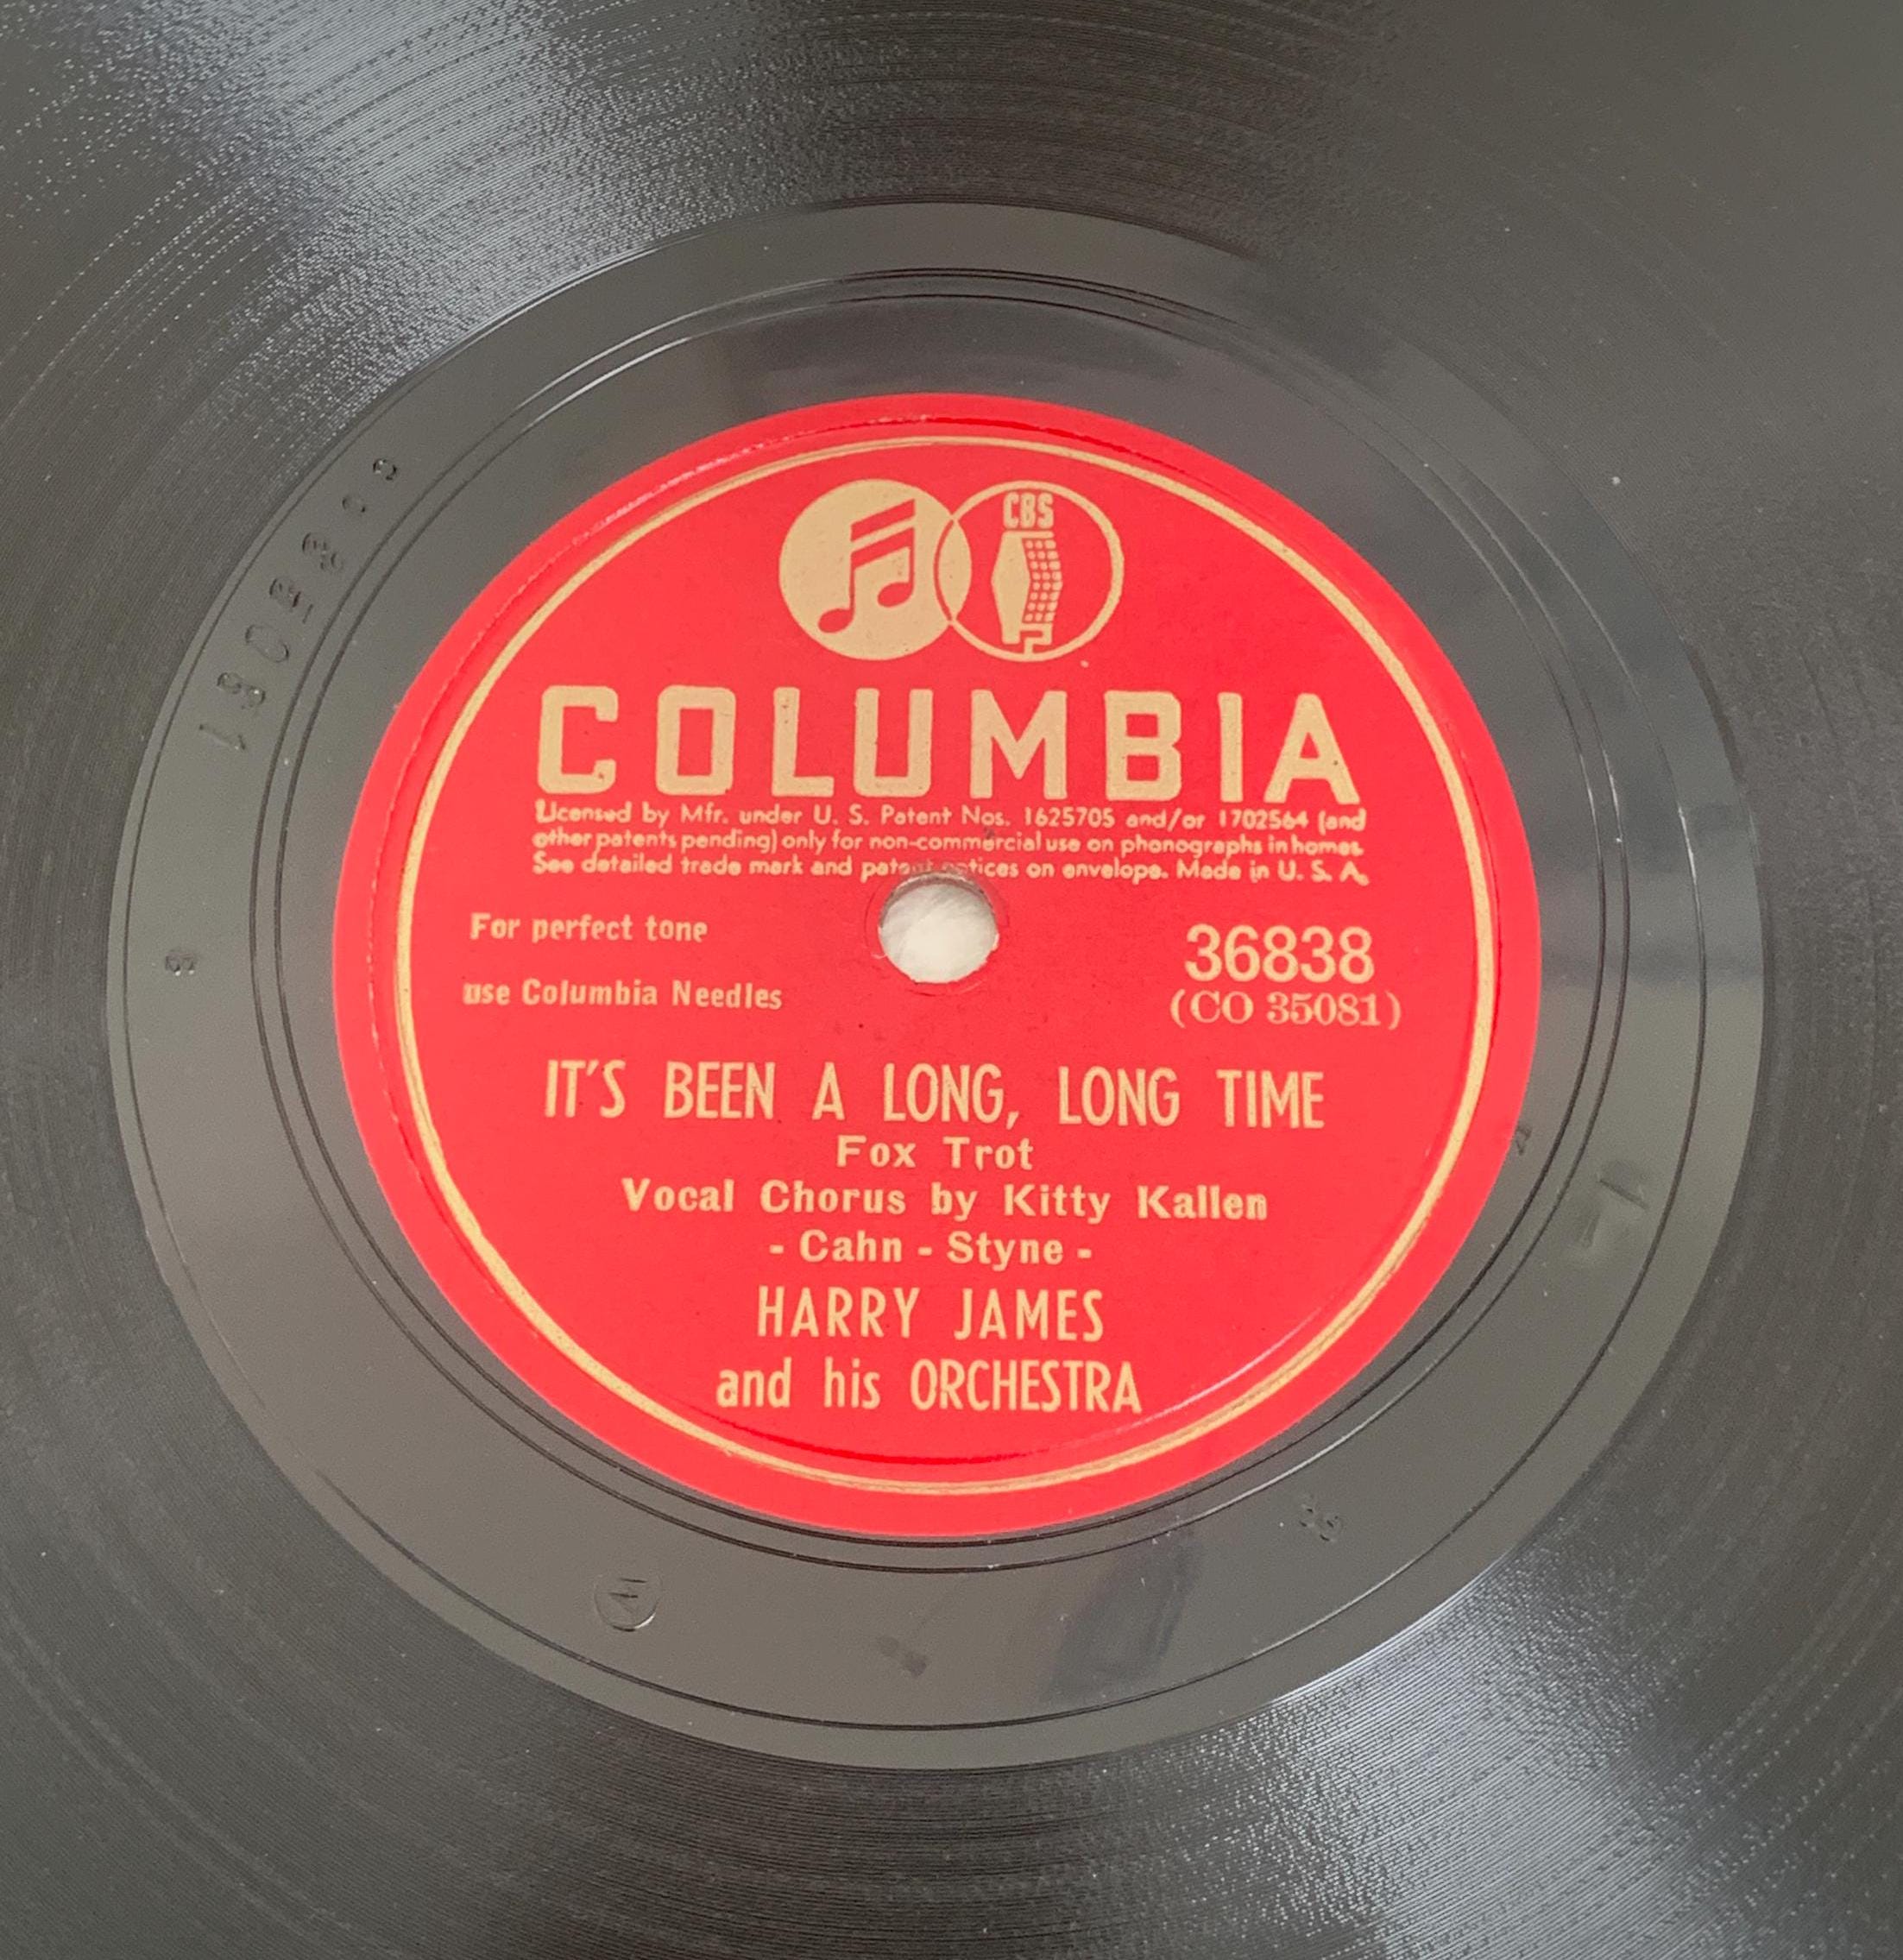 CBS
COLUMBIA
Licensed by Mfr. under U. S. Patent Nos. 1625705 and/or 1702564 (and
other patents pending) only for non-commercial use on phonographs in homes.
See detailed trade mark and patent notices on envelope. Made in U. S. A.
For perfect tone
use Columbia Needles
36838
(CO 35081)
IT'S BEEN A LONG, LONG TIME
Fox Trot
Vocal Chorus by Kitty Kallen
- Cahn - Styne -
HARRY JAMES
and his ORCHESTRA